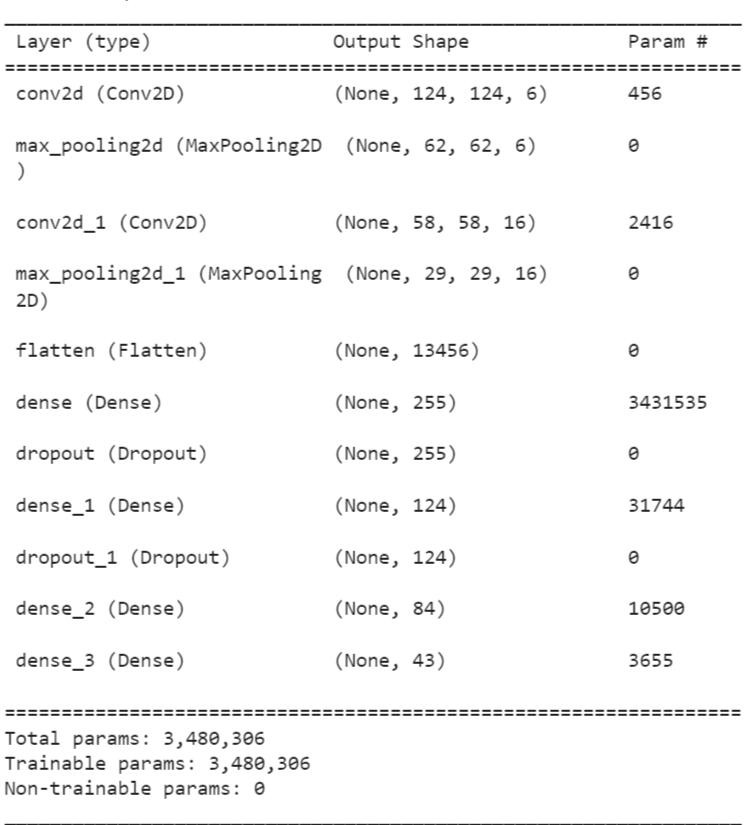 Layer (type) Output Shape Param #
=================================================================
conv2d (Conv2D) (None, 124, 124, 6) 456
max_pooling2d (MaxPooling2D (None, 62, 62, 6) 0
)
conv2d_1 (Conv2D) (None, 58, 58, 16) 2416
max_pooling2d_1 (MaxPooling (None, 29, 29, 16) 0
2D)
flatten (Flatten) (None, 13456) 0
dense (Dense) (None, 255) 3431535
dropout (Dropout) (None, 255) 0
dense_1 (Dense) (None, 124) 31744
dropout_1 (Dropout) (None, 124) 0
dense_2 (Dense) (None, 84) 10500
dense_3 (Dense) (None, 43) 3655
=================================================================
Total params: 3,480,306
Trainable params: 3,480,306
Non-trainable params: 0